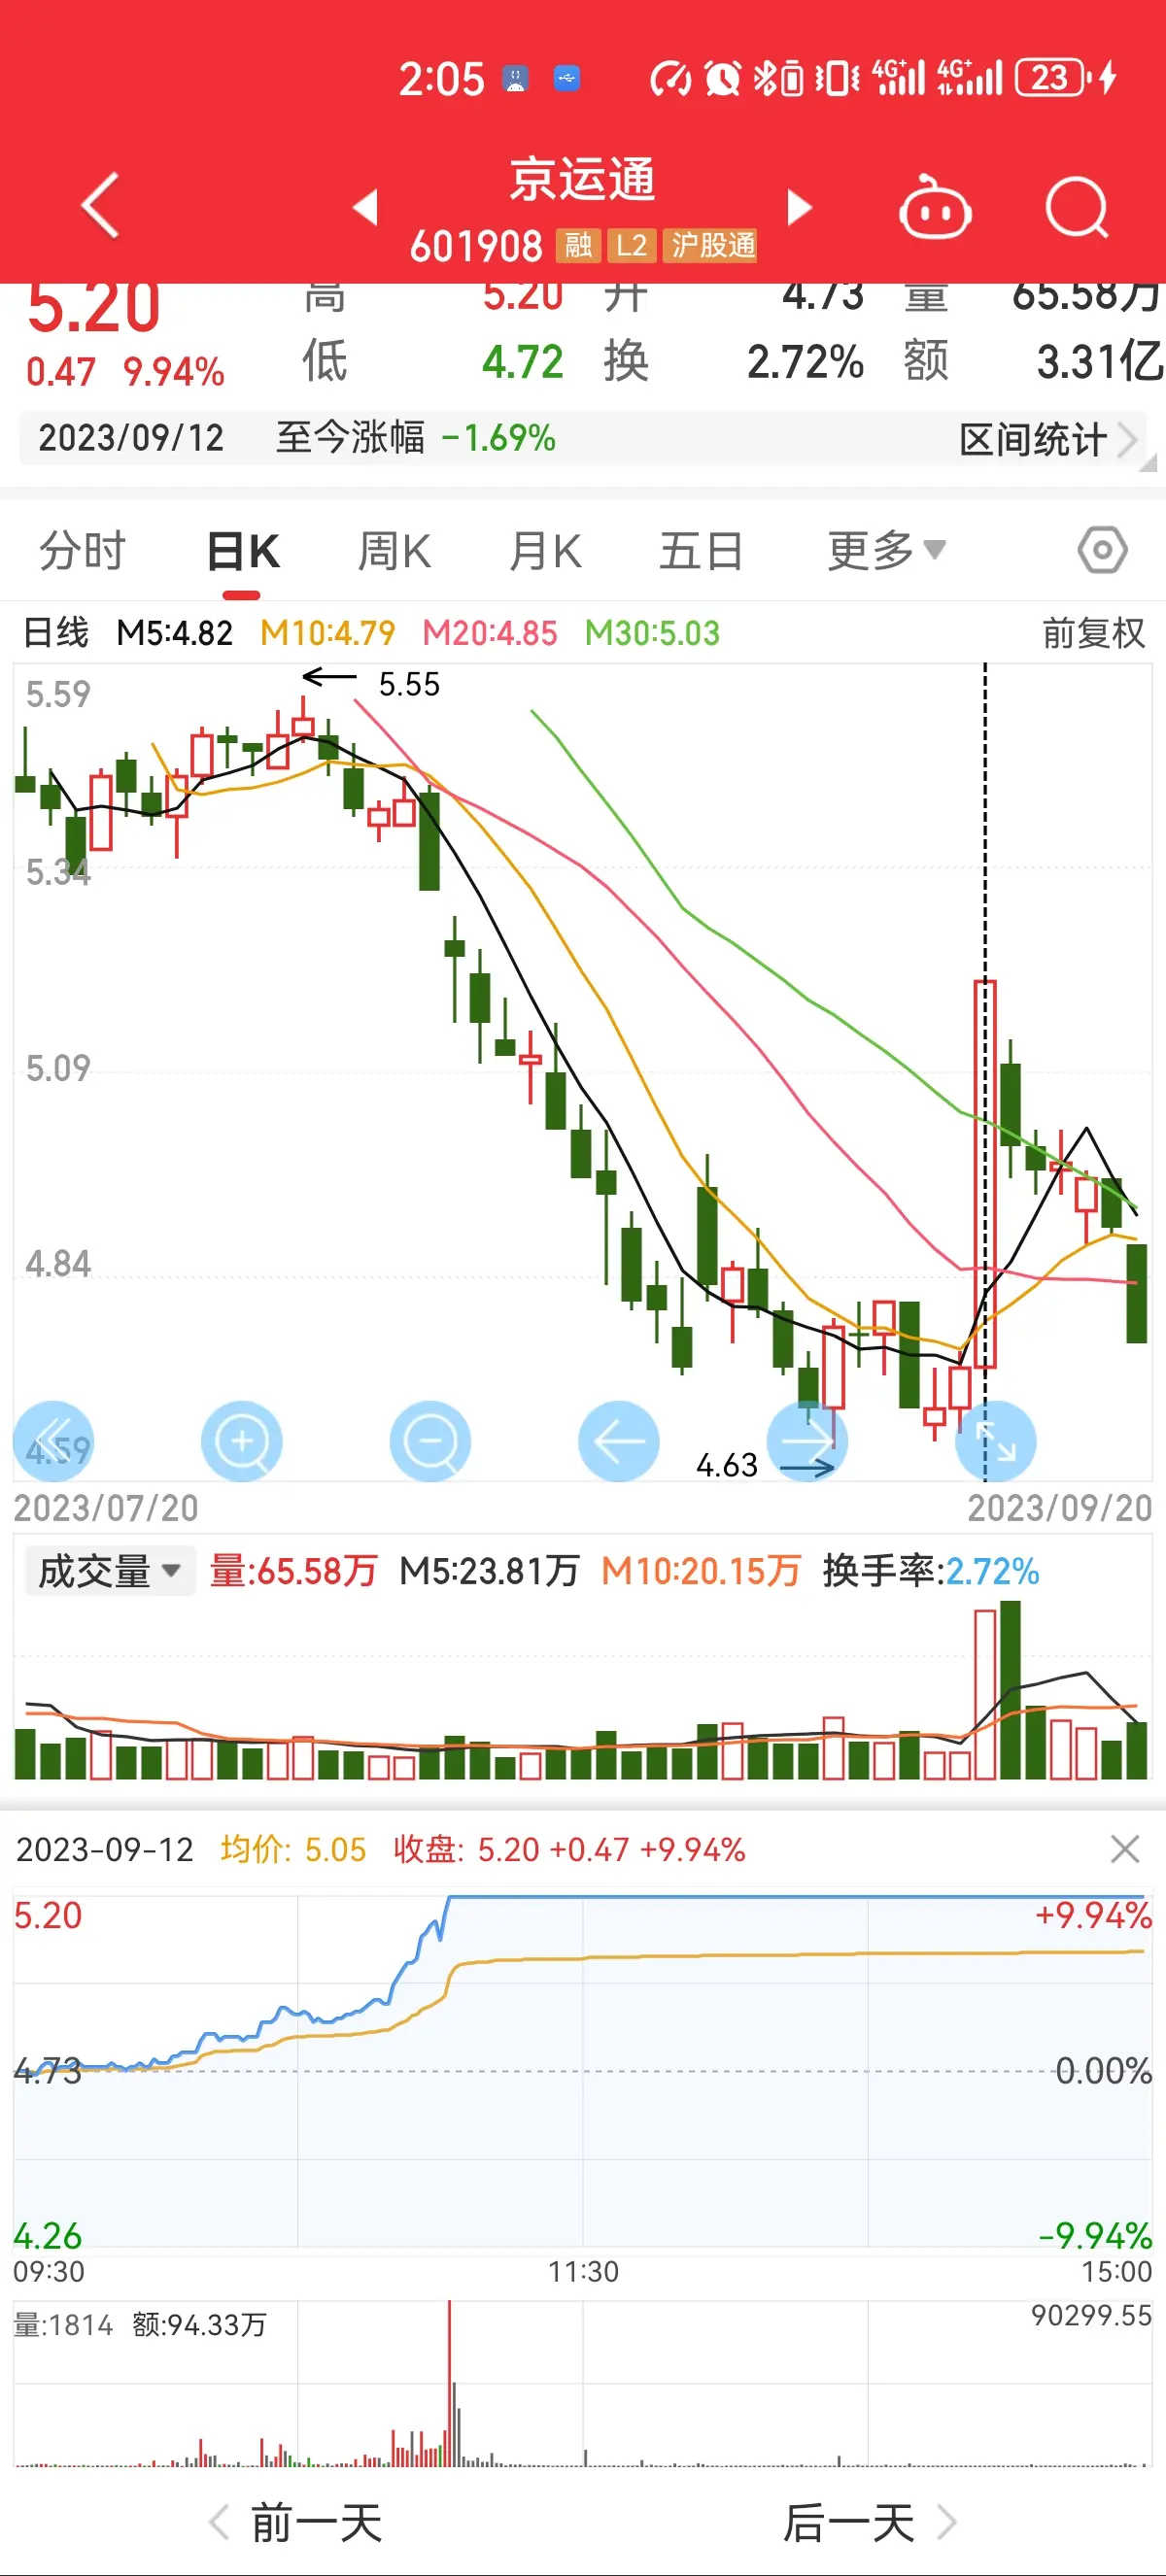 2:05 4G+ 4G+ 23
京运通
601908 融 L2 沪股通
5.20 高 5.20 开 4.73 量 65.58万
0.47 9.94% 低 4.72 换 2.72% 额 3.31亿
2023/09/12 至今涨幅 -1.69% 区间统计
分时 日K 周K 月K 五日 更多
日线 M5:4.82 M10:4.79 M20:4.85 M30:5.03 前复权
5.59
5.55
5.34
5.09
4.84
4.59
4.63
2023/07/20 2023/09/20
成交量 量:65.58万 M5:23.81万 M10:20.15万 换手率:2.72%
2023-09-12 均价: 5.05 收盘: 5.20 +0.47 +9.94%
5.20 +9.94%
4.73 0.00%
4.26 -9.94%
09:30 11:30 15:00
量:1814 额:94.33万 90299.55
前一天 后一天